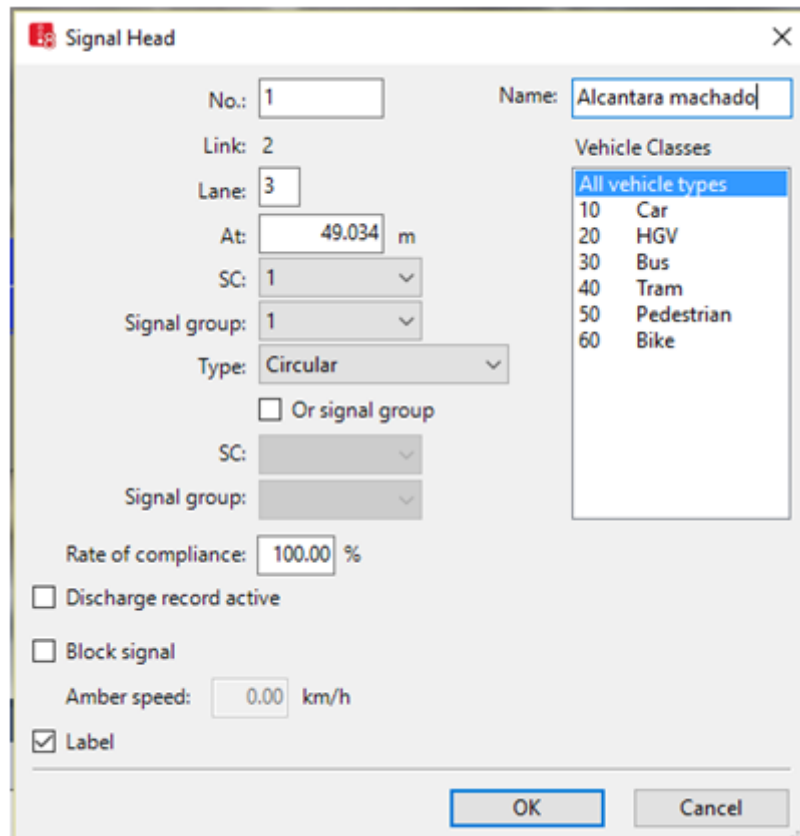 Signal Head
No.: 1 Name: Alcantara machado
Link: 2 Vehicle Classes
Lane: 3 All vehicle types
10 Car
At: 49.034 m 20 HGV
30 Bus
SC: 1 40 Tram
Signal group: 1 50 Pedestrian
60 Bike
Type: Circular
Or signal group
SC:
Signal group:
Rate of compliance: 100.00 %
Discharge record active
Block signal
Amber speed: 0.00 km/h
Label
OK Cancel